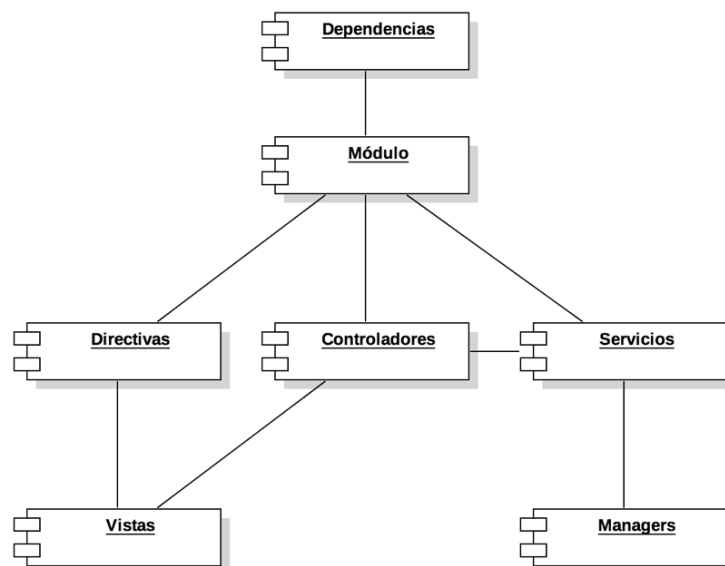 Dependencias
Módulo
Directivas
Controladores
Servicios
Vistas
Managers